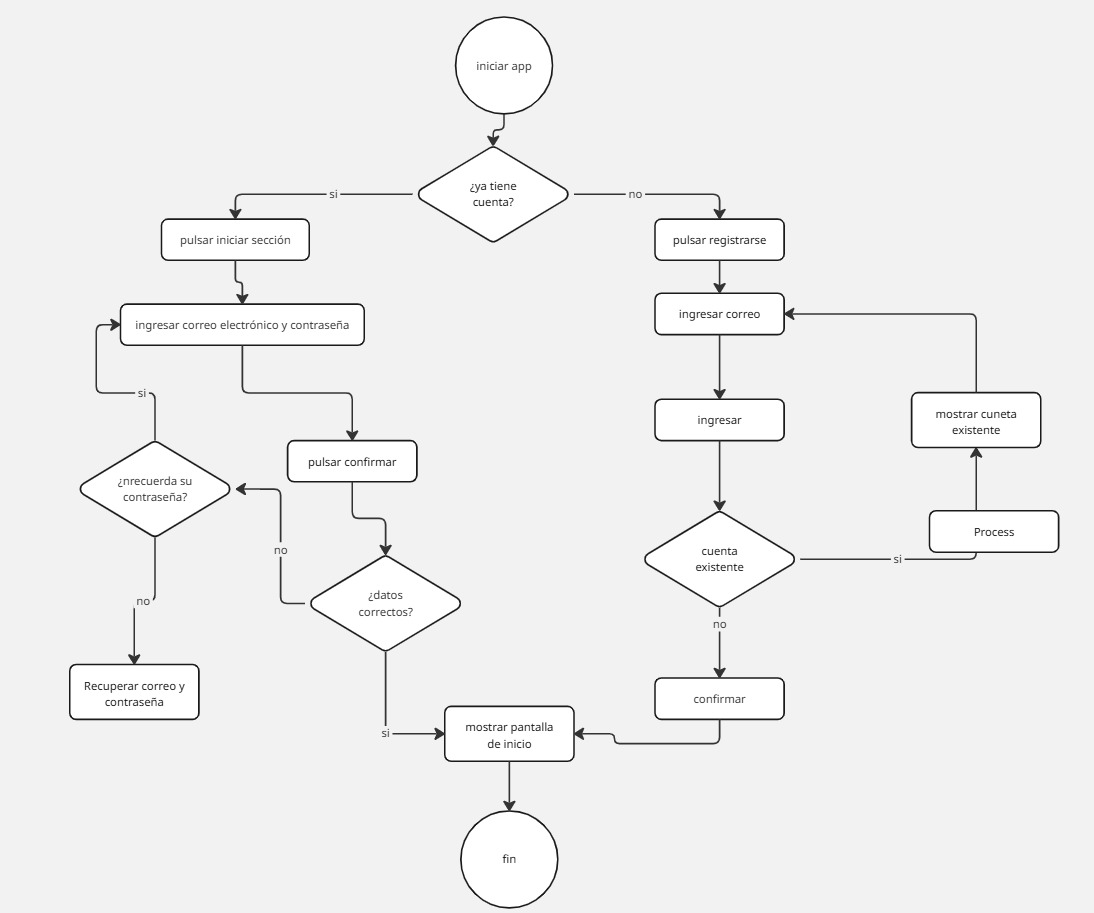 iniciar app
¿ya tiene
cuenta?
si
no
pulsar iniciar sección
pulsar registrarse
ingresar correo electrónico y contraseña
ingresar correo
si
ingresar
mostrar cuneta
existente
pulsar confirmar
¿nrecuerda su
contraseña?
no
Process
cuenta
existente
si
¿datos
correctos?
no
no
Recuperar correo y
contraseña
confirmar
si
mostrar pantalla
de inicio
fin